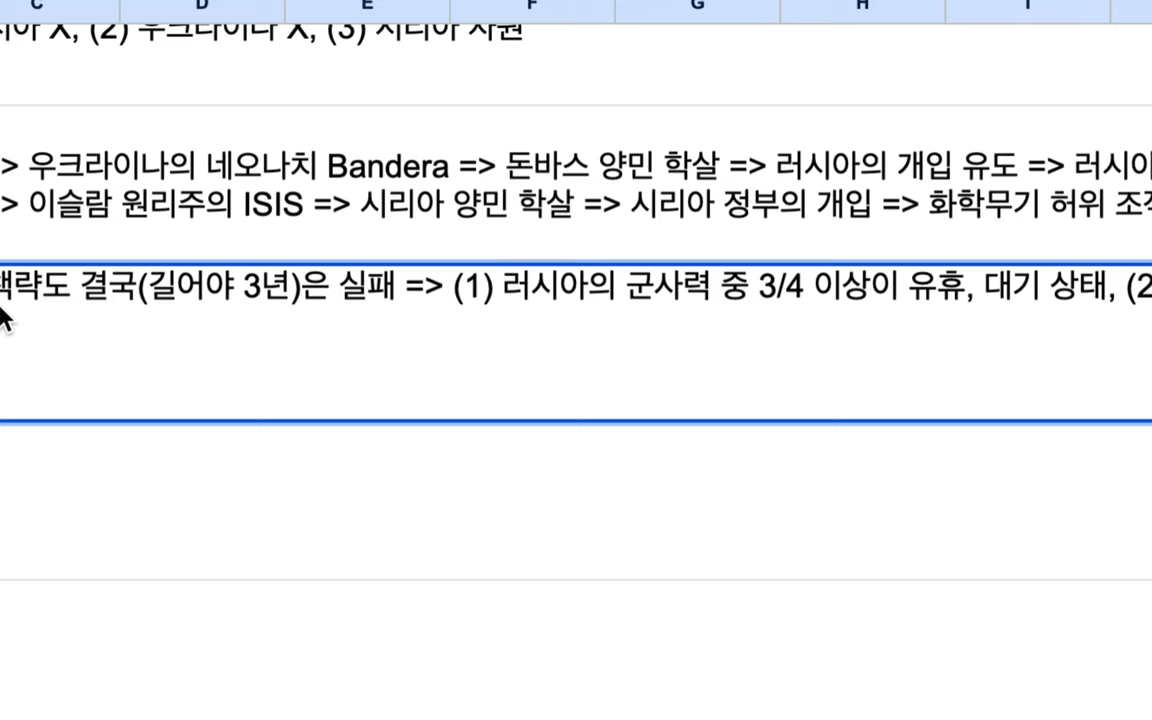 C D E F G H I
X, (2) 우크라이나 X, (3) 시리아 자원
> 우크라이나의 네오나치 Bandera => 돈바스 양민 학살 => 러시아의 개입 유도 => 러시아
> 이슬람 원리주의 ISIS => 시리아 양민 학살 => 시리아 정부의 개입 => 화학무기 허위
책략도 결국(길어야 3년)은 실패 => (1) 러시아의 군사력 중 3/4 이상이 유휴, 대기 상태, (2